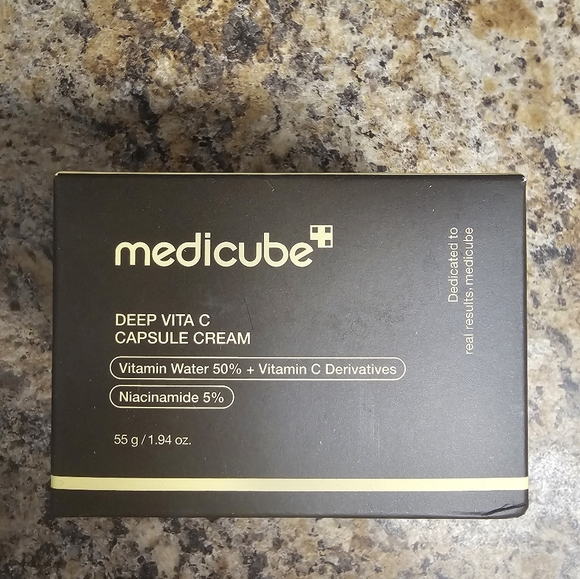 medicube
DEEP VITA C
CAPSULE CREAM
Vitamin Water 50% + Vitamin C Derivatives
Niacinamide 5%
55 g / 1.94 oz.
Dedicated to
real results, medicube